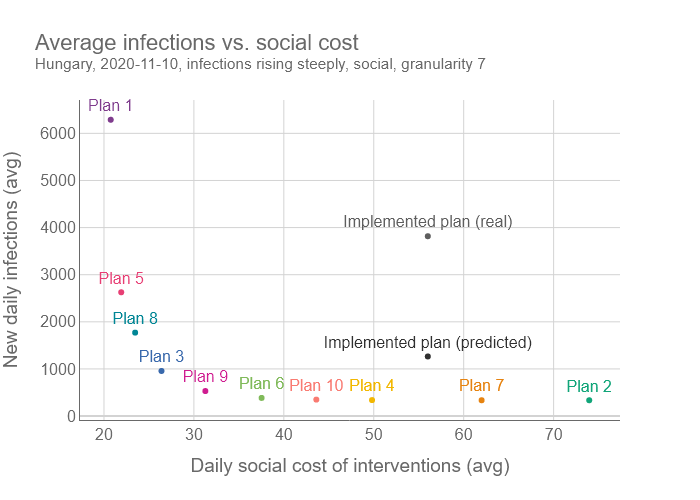 Average infections vs. social cost
Hungary, 2020-11-10, infections rising steeply, social, granularity 7
New daily infections (avg)
6000
5000
4000
3000
2000
1000
0
Plan 1
Implemented plan (real)
Plan 5
Plan 8
Implemented plan (predicted)
Plan 3
Plan 9
Plan 6
Plan 10
Plan 4
Plan 7
Plan 2
20
30
40
50
60
70
Daily social cost of interventions (avg)